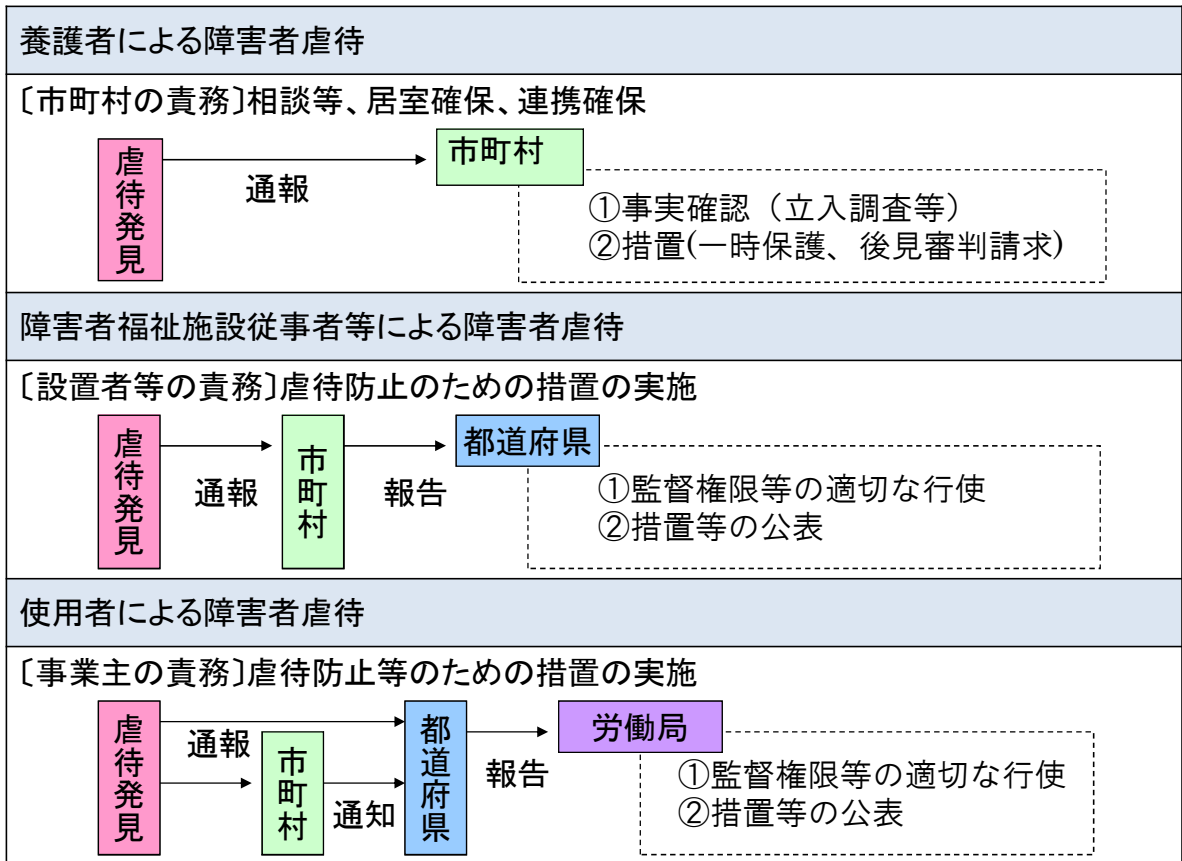 養護者による障害者虐待
〔市町村の責務〕相談等、居室確保、連携確保
虐待発見
通報
市町村
①事実確認（立入調査等）
②措置(一時保護、後見審判請求)
障害者福祉施設従事者等による障害者虐待
〔設置者等の責務〕虐待防止のための措置の実施
虐待発見
通報
市町村
報告
都道府県
①監督権限等の適切な行使
②措置等の公表
使用者による障害者虐待
〔事業主の責務〕虐待防止等のための措置の実施
虐待発見
通報
市町村
通知
都道府県
報告
労働局
①監督権限等の適切な行使
②措置等の公表